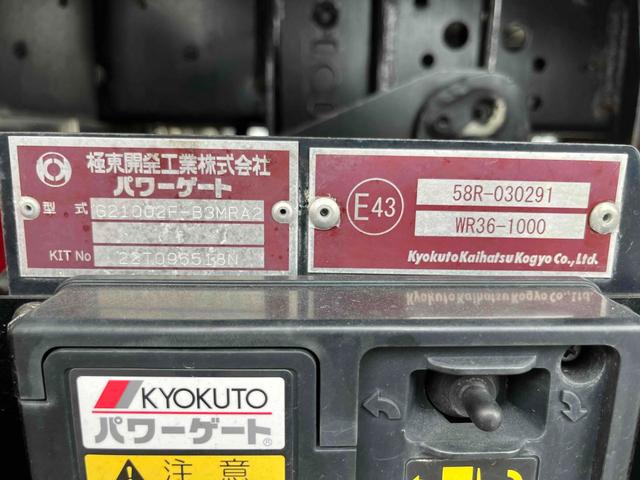 極東開発工業株式会社
パワーゲート
型 式 G21002F-B3MRA2
KIT No 22T096518N
E43
58R-030291
WR36-1000
Kyokuto Kaihatsu Kogyo Co., Ltd.
KYOKUTO
パワーゲート®
注意